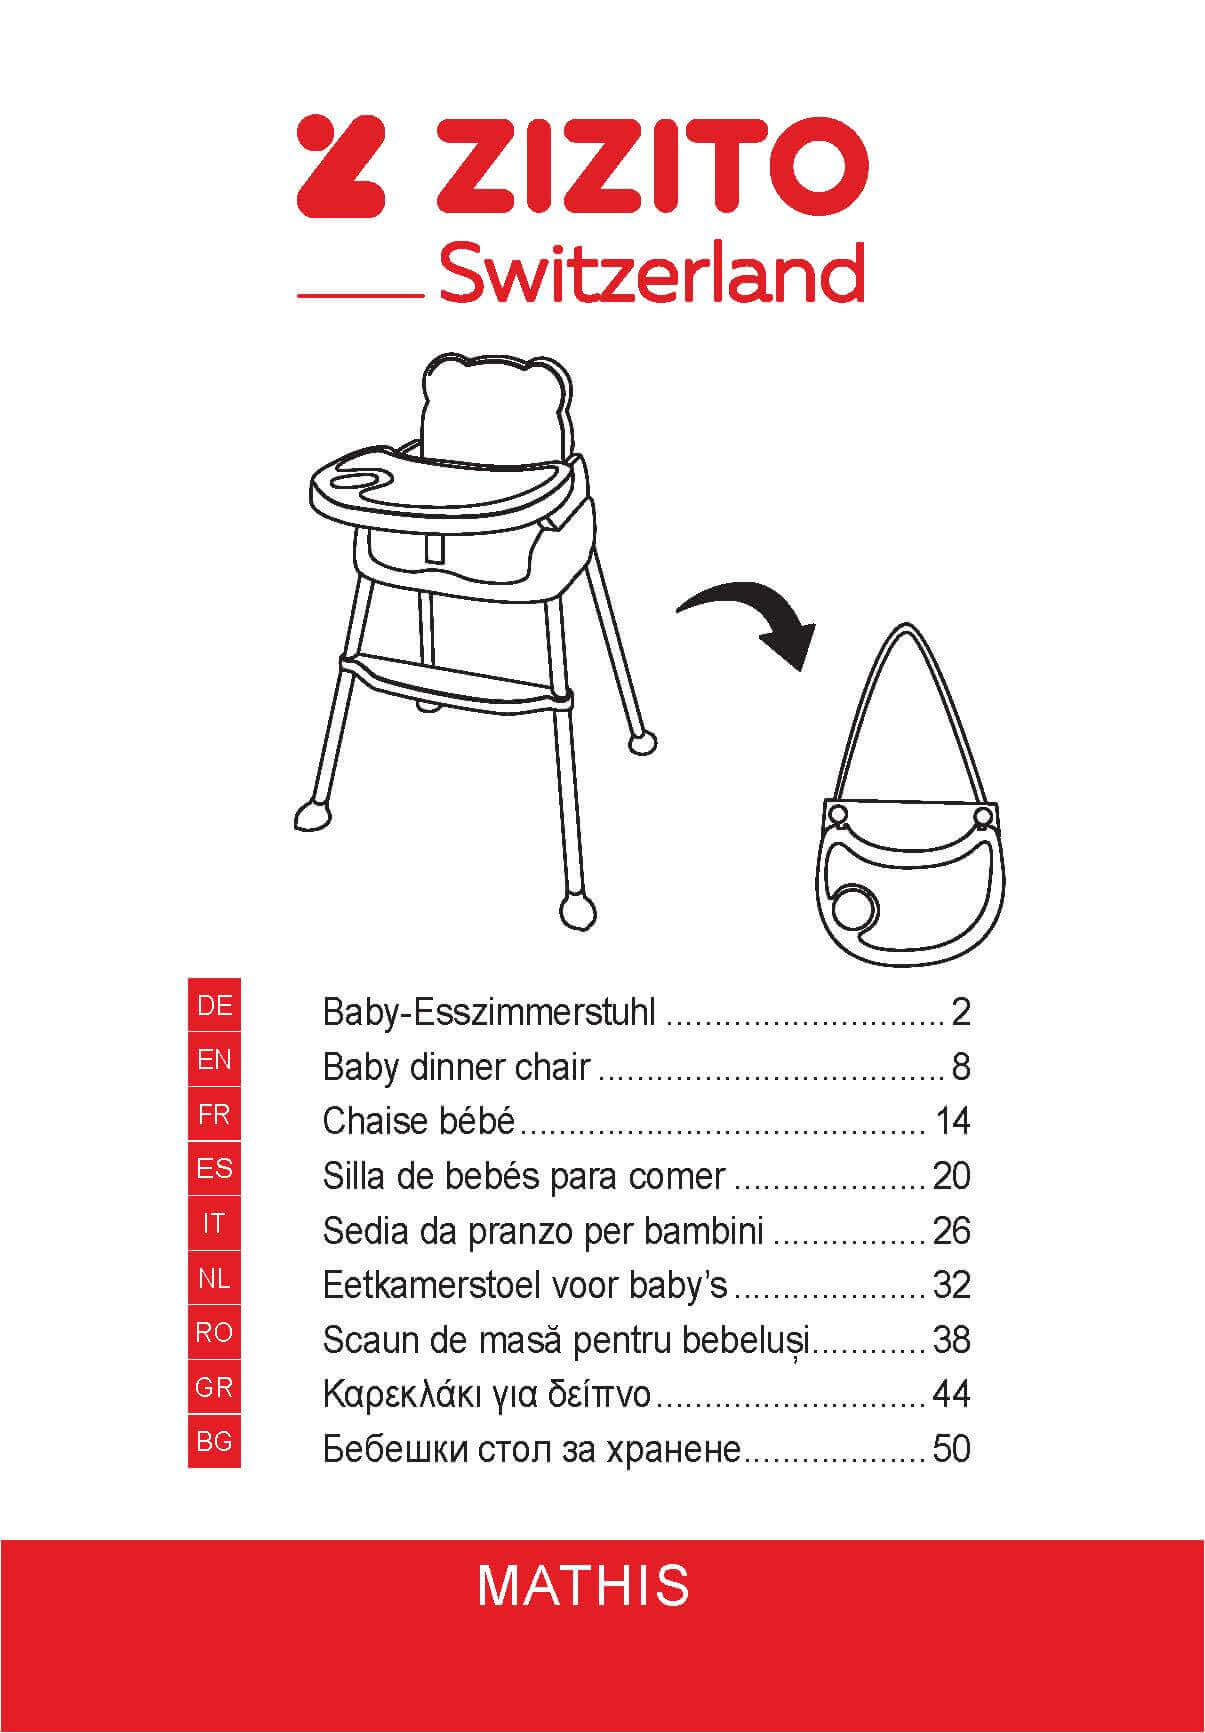 ZIZITO
Switzerland
DE Baby-Esszimmerstuhl ............................. 2
EN Baby dinner chair .................................... 8
FR Chaise bébé.......................................... 14
ES Silla de bebés para comer .................... 20
IT Sedia da pranzo per bambini ................ 26
NL Eetkamerstoel voor baby’s .................... 32
RO Scaun de masă pentru bebeluși............ 38
GR Καρεκλάκι για δείπνο ............................ 44
BG Бебешки стол за хранене................... 50
MATHIS